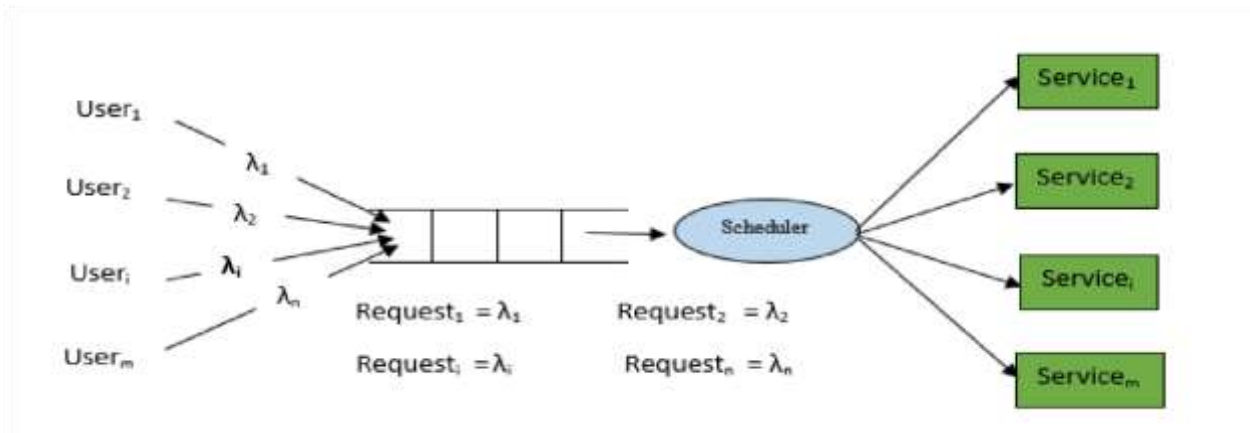 User₁
λ₁
User₂
λ₂
Userᵢ
λᵢ
Userₘ
λₙ
Scheduler
Request₁ = λ₁
Request₂ = λ₂
Requestᵢ =λᵢ
Requestₙ = λₙ
Service₁
Service₂
Serviceᵢ
Serviceₘ